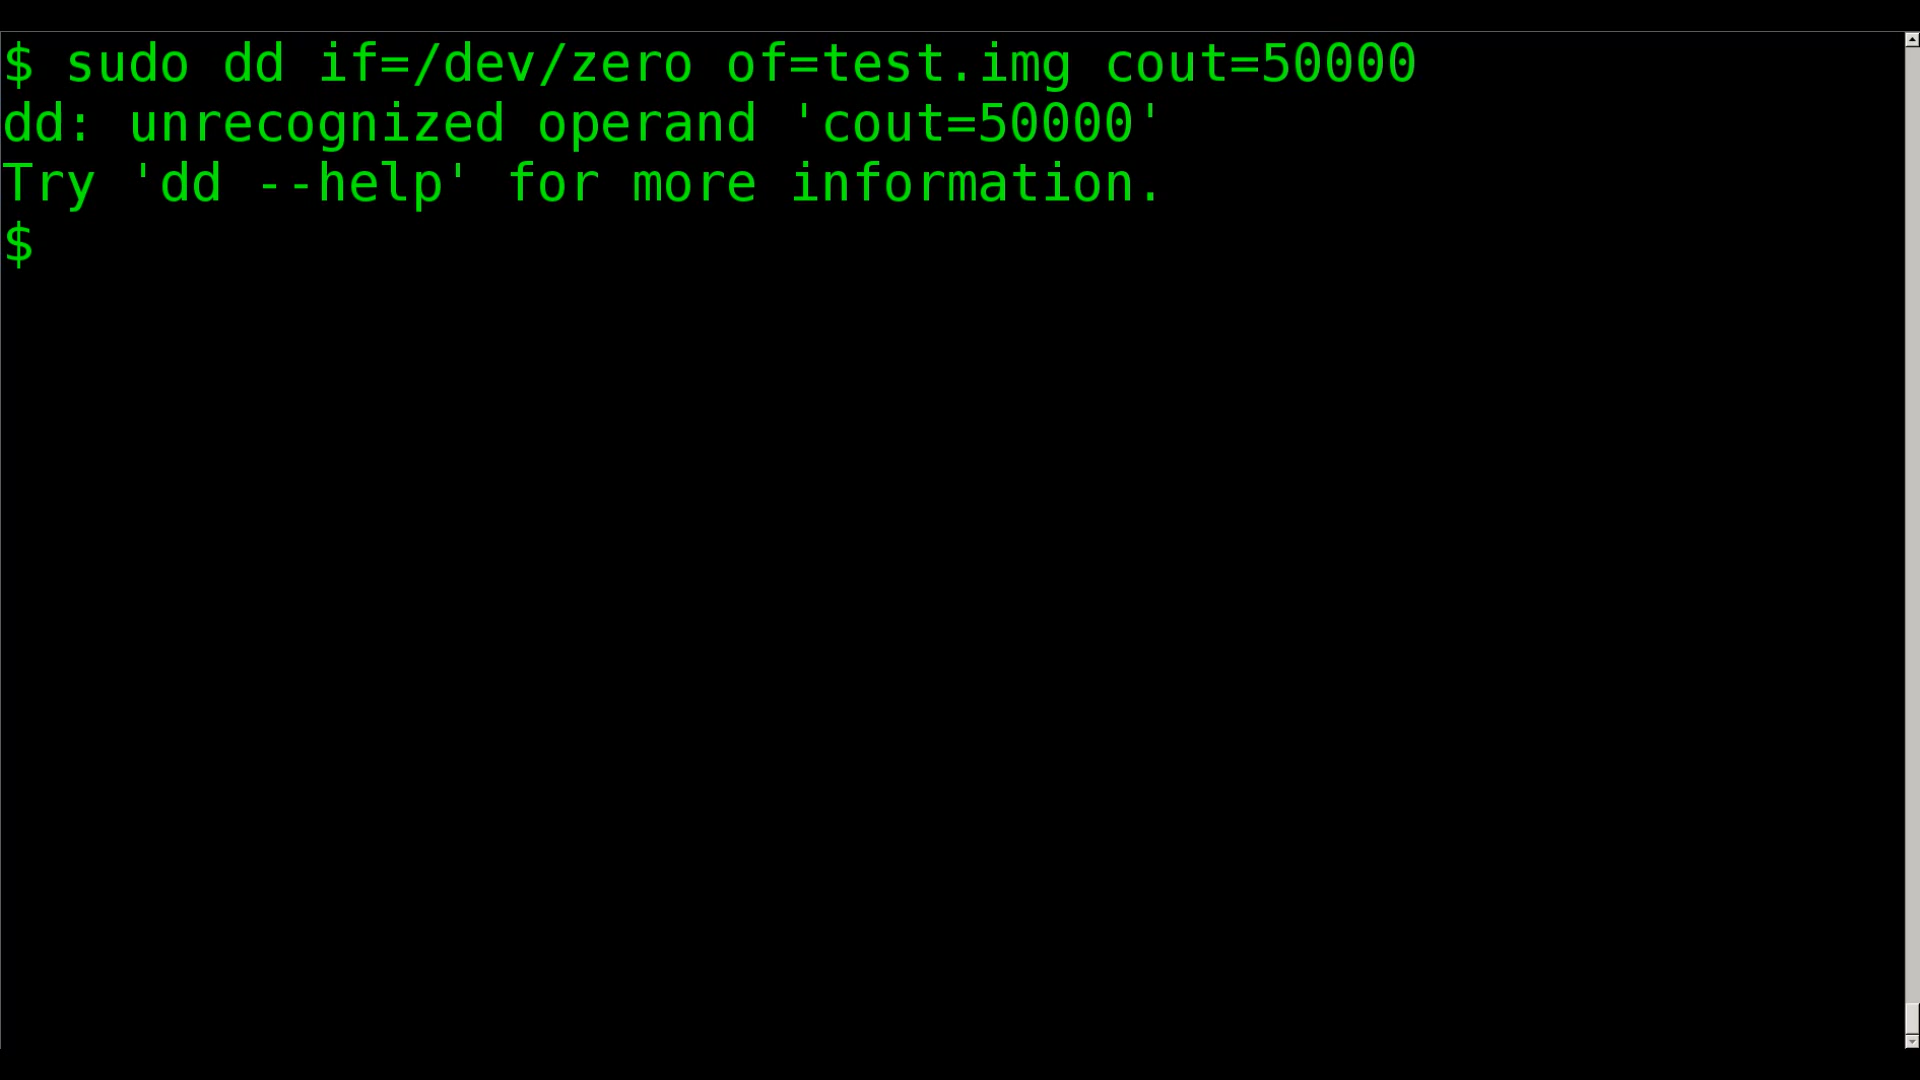 $ sudo dd if=/dev/zero of=test.img cout=50000
dd: unrecognized operand 'cout=50000'
Try 'dd --help' for more information.
$